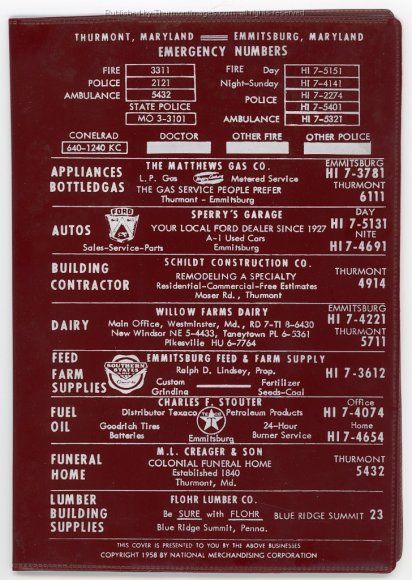 Published by ThurmontImages.com all rights reserved
THURMONT, MARYLAND EMMITSBURG, MARYLAND
EMERGENCY NUMBERS
FIRE 3311 FIRE Day HI 7-5151
POLICE 2121 Night-Sunday HI 7-4141
AMBULANCE 5432 POLICE HI 7-2274
STATE POLICE HI 7-5401
MO 3-3101 AMBULANCE HI 7-5321
CONELRAD DOCTOR OTHER FIRE OTHER POLICE
640-1240 KC
APPLIANCES BOTTLEDGAS
THE MATTHEWS GAS CO.
L.P. Gas Metered Service
THE GAS SERVICE PEOPLE PREFER
Thurmont - Emmitsburg
EMMITSBURG
HI 7-3781
THURMONT
6111
AUTOS
FORD
Sales-Service-Parts
SPERRY'S GARAGE
YOUR LOCAL FORD DEALER SINCE 1927
A-1 Used Cars
Emmitsburg
DAY
HI 7-5131
NITE
HI 7-4691
BUILDING
CONTRACTOR
SCHILDT CONSTRUCTION CO.
REMODELING A SPECIALTY
Residential-Commercial-Free Estimates
Moser Rd., Thurmont
THURMONT
4914
DAIRY
WILLOW FARMS DAIRY
Main Office, Westminster, Md., RD 7-TI 8-6430
New Windsor NE 5-4433, Taneytown PL 6-5361
Pikesville HU 6-7764
EMMITSBURG
HI 7-4221
THURMONT
5711
FEED
FARM
SUPPLIES
SOUTHERN STATES
EMMITSBURG FEED & FARM SUPPLY
Ralph D. Lindsey, Prop.
Custom Grinding
Fertilizer Seeds-Coal
HI 7-3612
FUEL
OIL
CHARLES F. STOUTER
Distributor Texaco Petroleum Products
Goodrich Tires Batteries
24-Hour Burner Service
Emmitsburg
Office
HI 7-4074
Home
HI 7-4654
FUNERAL
HOME
M.L. CREAGER & SON
COLONIAL FUNERAL HOME
Established 1840
Thurmont, Md.
THURMONT
5432
LUMBER
BUILDING
SUPPLIES
FLOHR LUMBER CO.
Be SURE with FLOHR
Blue Ridge Summit, Penna.
BLUE RIDGE SUMMIT 23
THIS COVER IS PRESENTED TO YOU BY THE ABOVE BUSINESSES
COPYRIGHT 1958 BY NATIONAL MERCHANDISING CORPORATION